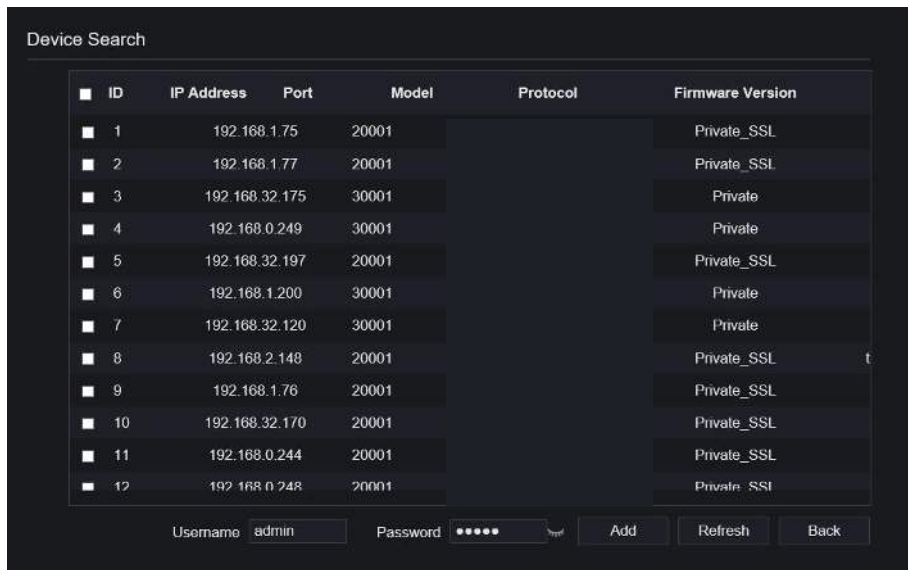 Device Search
ID IP Address Port Model Protocol Firmware Version
1 192.168.1.75 20001 Private_SSL
2 192.168.1.77 20001 Private_SSL
3 192.168.32.175 30001 Private
4 192.168.0.249 30001 Private
5 192.168.32.197 20001 Private_SSL
6 192.168.1.200 30001 Private
7 192.168.32.120 30001 Private
8 192.168.2.148 20001 Private_SSL t
9 192.168.1.76 20001 Private_SSL
10 192.168.32.170 20001 Private_SSL
11 192.168.0.244 20001 Private_SSL
12 192.168.0.248 20001 Private_SSL
Username admin Password ••••• Add Refresh Back